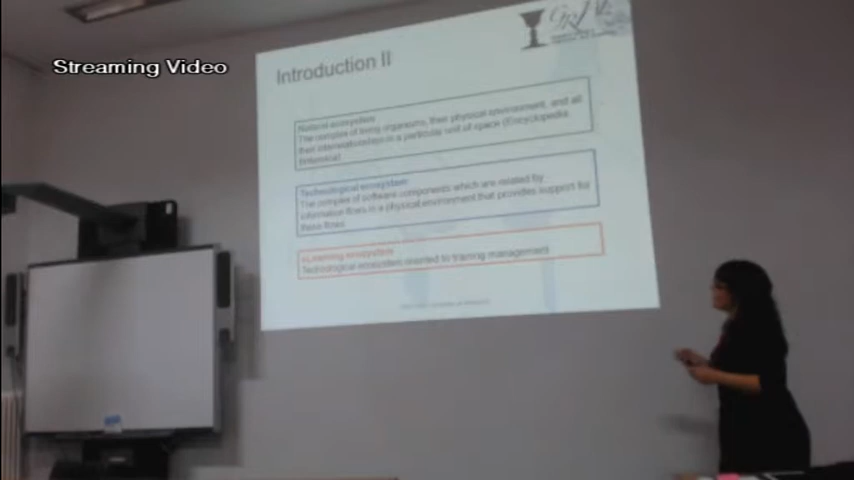 Streaming Video
Introduction II
Natural ecosystem
The complex of living organisms, their physical environment, and all
their interrelationships in a particular unit of space (Encyclopedia
Britannica)
Technological ecosystem
The complex of software components which are related by
information flows in a physical environment that provides support for
these flows
eLearning ecosystem
Technological ecosystem oriented to training management